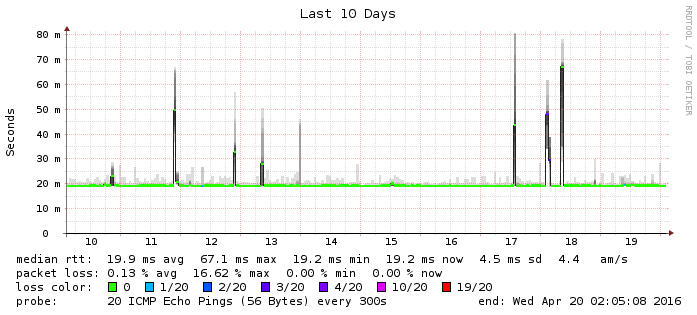 Last 10 Days
RRDTOOL / TOBI OETIKER
Seconds
80 m
70 m
60 m
50 m
40 m
30 m
20 m
10 m
0
10 11 12 13 14 15 16 17 18 19
median rtt: 19.9 ms avg 67.1 ms max 19.2 ms min 19.2 ms now 4.5 ms sd 4.4 am/s
packet loss: 0.13 % avg 16.62 % max 0.00 % min 0.00 % now
loss color: 0 1/20 2/20 3/20 4/20 10/20 19/20
probe: 20 ICMP Echo Pings (56 Bytes) every 300s end: Wed Apr 20 02:05:08 2016